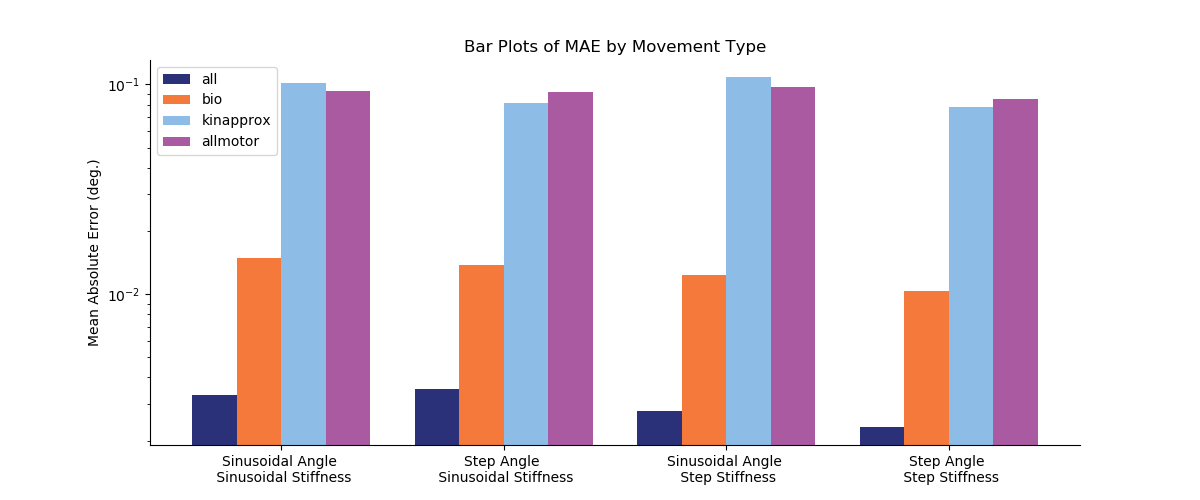 Bar Plots of MAE by Movement Type
all
bio
kinapprox
allmotor
10⁻¹
10⁻²
Mean Absolute Error (deg.)
Sinusoidal Angle
Sinusoidal Stiffness
Step Angle
Sinusoidal Stiffness
Sinusoidal Angle
Step Stiffness
Step Angle
Step Stiffness